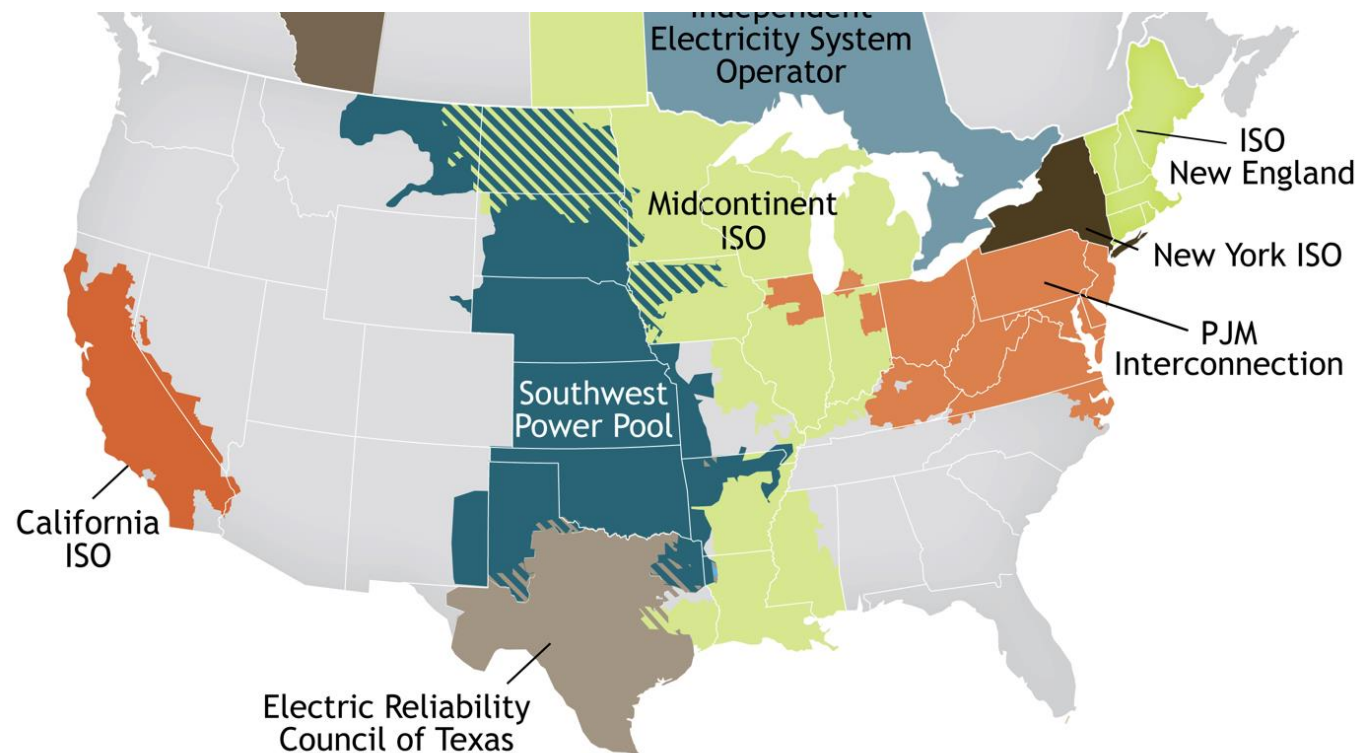 Independent
Electricity System
Operator
ISO
New England
Midcontinent
ISO
New York ISO
PJM
Interconnection
Southwest
Power Pool
California
ISO
Electric Reliability
Council of Texas